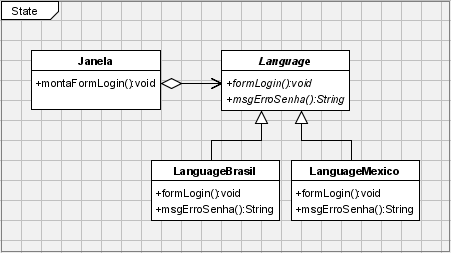 State
Janela
+montaFormLogin():void
Language
+formLogin():void
+msgErroSenha():String
LanguageBrasil
+formLogin():void
+msgErroSenha():String
LanguageMexico
+formLogin():void
+msgErroSenha():String